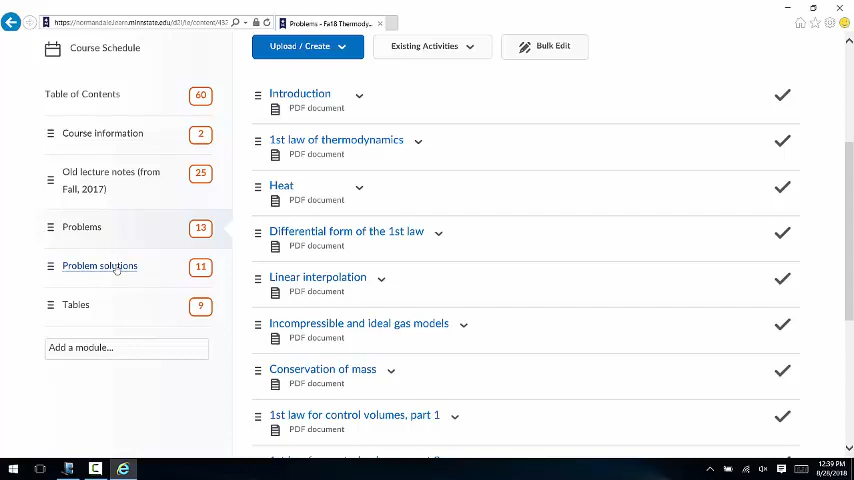 https://normandale.learn.minnstate.edu/d2l/le/content/492
Problems - Fa18 Thermody...
Course Schedule
Upload / Create
Existing Activities
Bulk Edit
Table of Contents
60
Course information
2
Old lecture notes (from
Fall, 2017)
25
Problems
13
Problem solutions
11
Tables
9
Add a module...
Introduction
PDF document
1st law of thermodynamics
PDF document
Heat
PDF document
Differential form of the 1st law
PDF document
Linear interpolation
PDF document
Incompressible and ideal gas models
PDF document
Conservation of mass
PDF document
1st law for control volumes, part 1
PDF document
12:39 PM
8/28/2018